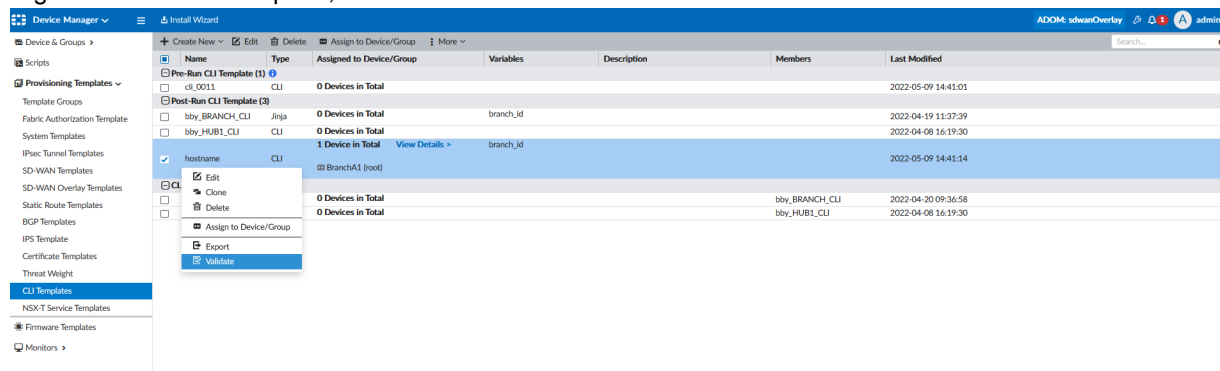 Device Manager
Install Wizard
ADOM: sdwanOverlay
1
A
admin
Device & Groups >
Create New
Edit
Delete
Assign to Device/Group
More
Search...
Scripts
Name Type Assigned to Device/Group Variables Description Members Last Modified
Provisioning Templates
Pre-Run CLI Template (1)
cli_0011 CLI 0 Devices in Total 2022-05-09 14:41:01
Template Groups
Post-Run CLI Template (3)
Fabric Authorization Template
bby_BRANCH_CLI Jinja 0 Devices in Total branch_id 2022-04-19 11:37:39
System Templates
bby_HUB1_CLI CLI 0 Devices in Total 2022-04-08 16:19:30
IPsec Tunnel Templates
1 Device in Total View Details > branch_id
hostname CLI 2022-05-09 14:41:14
SD-WAN Templates
BranchA1 (root)
Edit
SD-WAN Overlay Templates
Clone
Static Route Templates
0 Devices in Total bby_BRANCH_CLI 2022-04-20 09:36:58
Delete
0 Devices in Total bby_HUB1_CLI 2022-04-08 16:19:30
BGP Templates
Assign to Device/Group
IPS Template
Export
Certificate Templates
Validate
Threat Weight
CLI Templates
NSX-T Service Templates
Firmware Templates
Monitors >